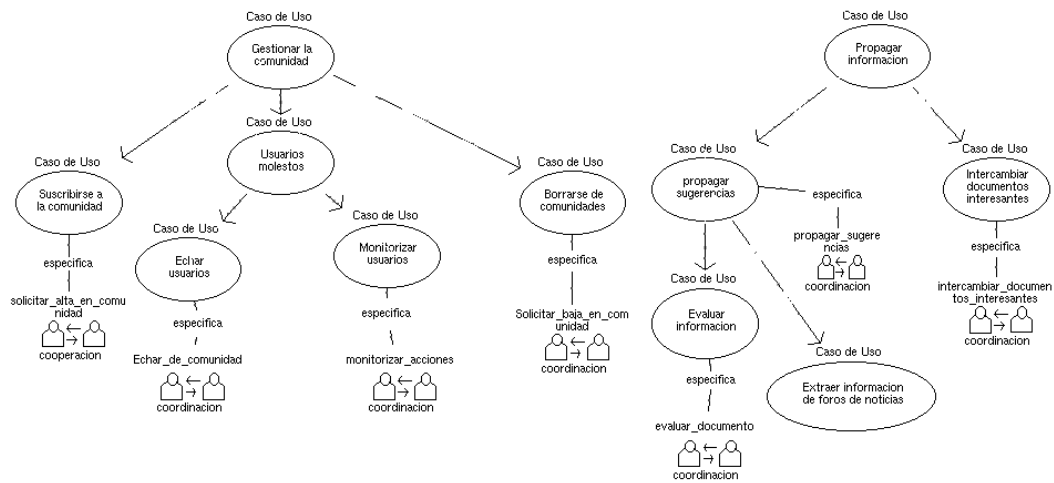 Caso de Uso
Gestionar la
comunidad
Caso de Uso
Suscribirse a
la comunidad
especifica
solicitar_alta_en_comu
nidad
cooperacion
Caso de Uso
Usuarios
molestos
Caso de Uso
Echar
usuarios
especifica
Echar_de_comunidad
coordinacion
Caso de Uso
Monitorizar
usuarios
especifica
monitorizar_acciones
coordinacion
Caso de Uso
Borrarse de
comunidades
especifica
Solicitar_baja_en_com
unidad
coordinacion
Caso de Uso
Propagar
informacion
Caso de Uso
propagar
sugerencias
especifica
propagar_sugere
ncias
coordinacion
Caso de Uso
Evaluar
informacion
especifica
evaluar_documento
coordinacion
Caso de Uso
Extraer informacion
de foros de noticias
Caso de Uso
Intercambiar
documentos
interesantes
especifica
intercambiar_documen
tos_interesantes
coordinacion